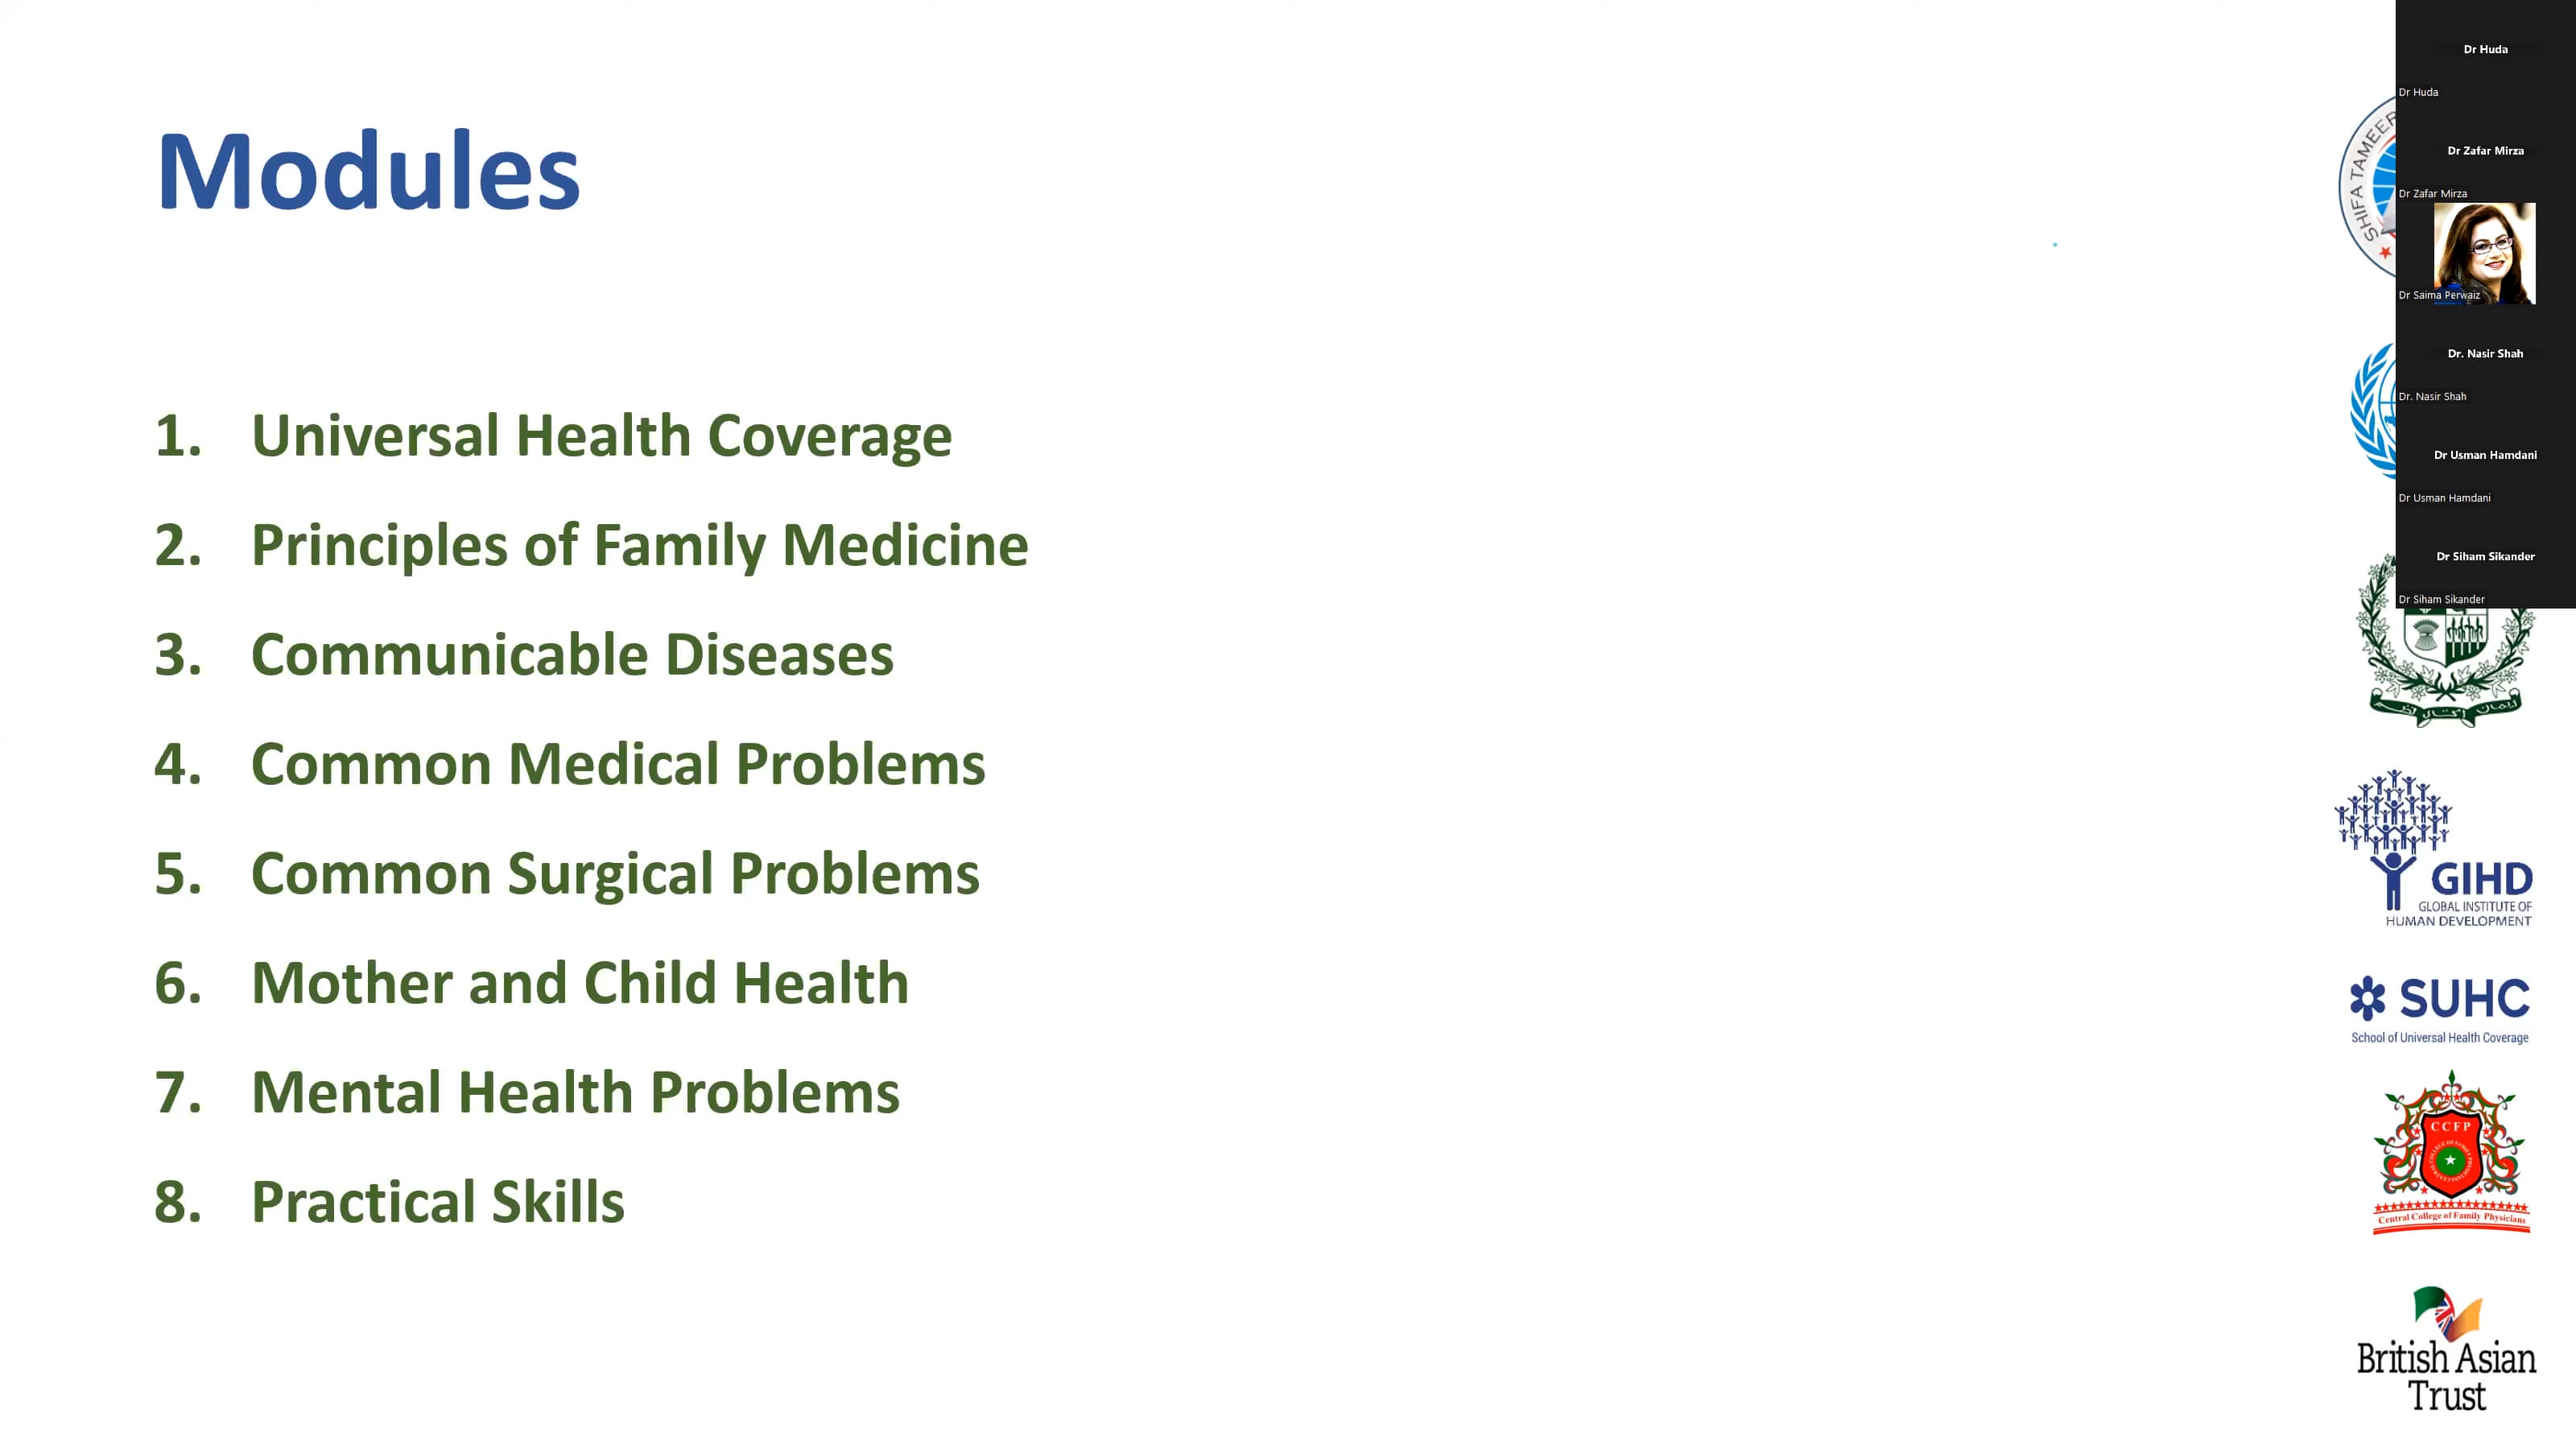 Modules
1. Universal Health Coverage
2. Principles of Family Medicine
3. Communicable Diseases
4. Common Medical Problems
5. Common Surgical Problems
6. Mother and Child Health
7. Mental Health Problems
8. Practical Skills
Dr Huda
Dr Huda
Dr Zafar Mirza
Dr Zafar Mirza
Dr Saima Perwaiz
Dr. Nasir Shah
Dr. Nasir Shah
Dr Usman Hamdani
Dr Usman Hamdani
Dr Siham Sikander
Dr Siham Sikander
SHIFA TAMEER
GIHD
GLOBAL INSTITUTE OF
HUMAN DEVELOPMENT
SUHC
School of Universal Health Coverage
CCFP
Central College of Family Physicians
British Asian
Trust